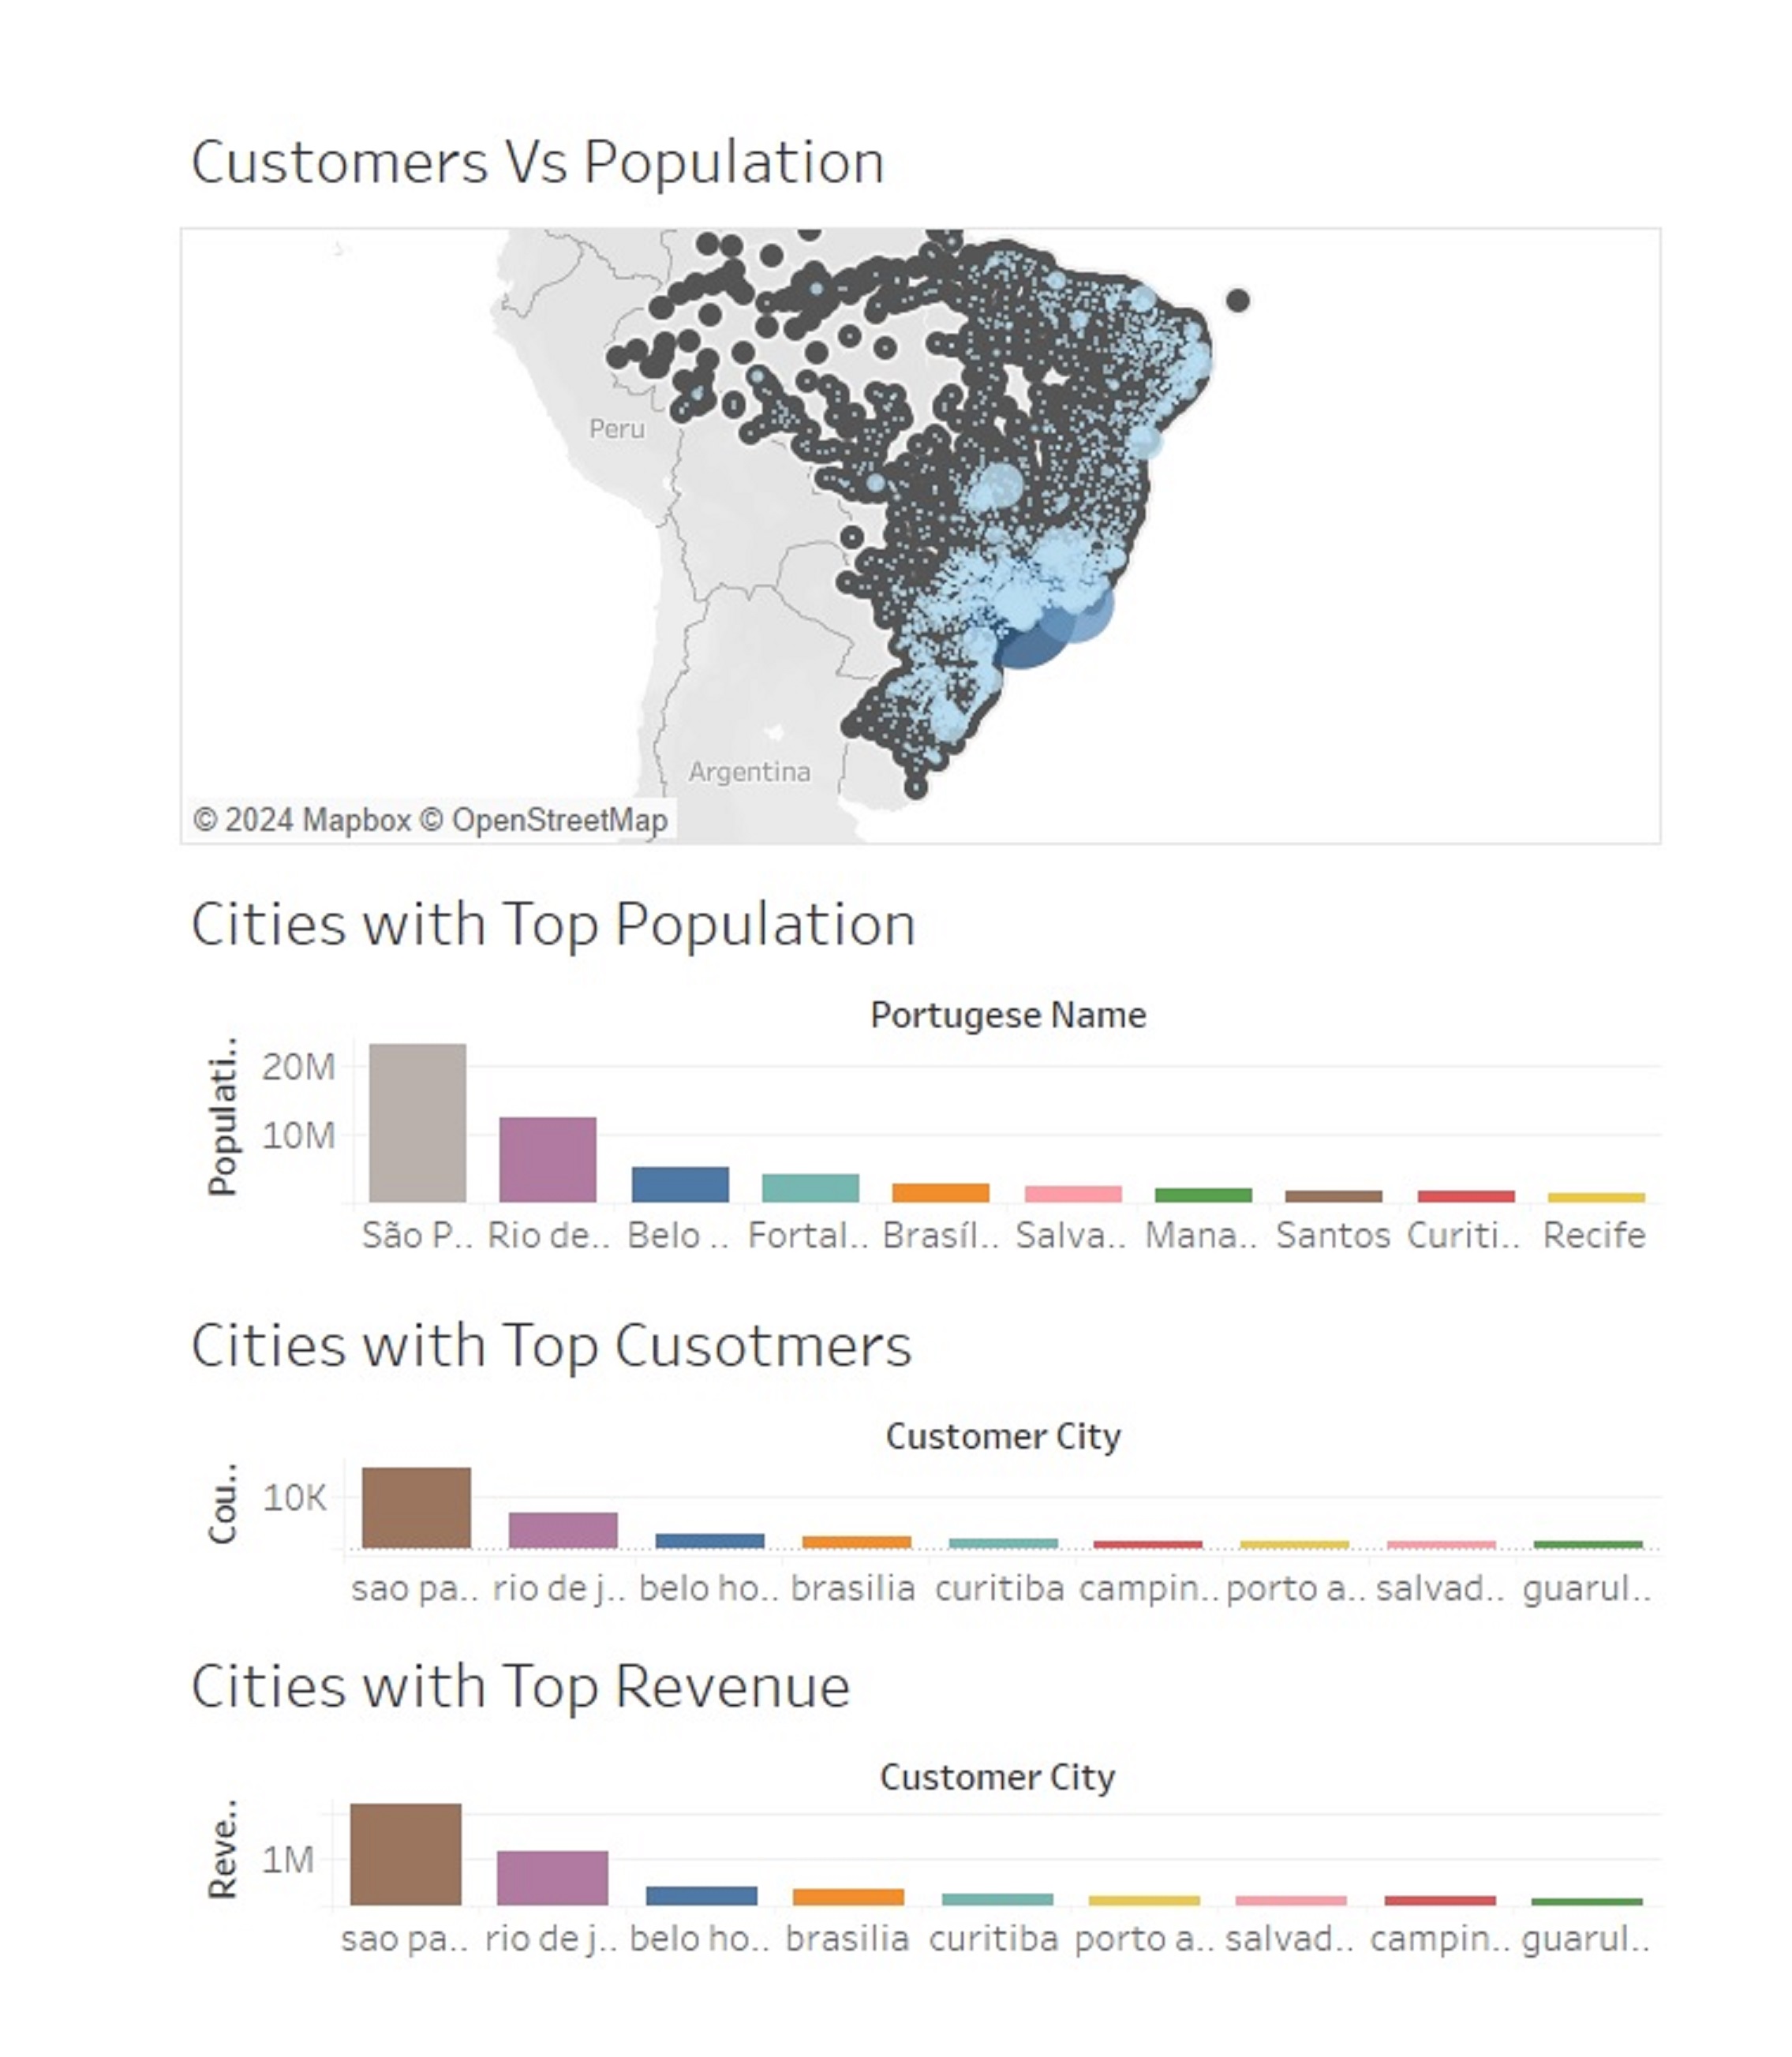 Customers Vs Population
Peru
Argentina
© 2024 Mapbox © OpenStreetMap
Cities with Top Population
Portugese Name
Populati..
20M
10M
São P.. Rio de.. Belo .. Fortal.. Brasíl.. Salva.. Mana.. Santos Curiti.. Recife
Cities with Top Cusotmers
Customer City
Cou..
10K
sao pa.. rio de j.. belo ho.. brasilia curitiba campin.. porto a.. salvad.. guarul..
Cities with Top Revenue
Customer City
Reve..
1M
sao pa.. rio de j.. belo ho.. brasilia curitiba porto a.. salvad.. campin.. guarul..